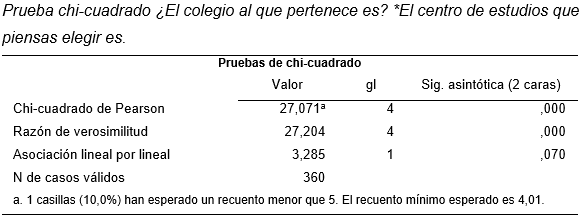 Prueba chi-cuadrado ¿El colegio al que pertenece es? *El centro de estudios que
piensas elegir es.
Pruebas de chi-cuadrado
Valor gl Sig. asintótica (2 caras)
Chi-cuadrado de Pearson 27,071ª 4 ,000
Razón de verosimilitud 27,204 4 ,000
Asociación lineal por lineal 3,285 1 ,070
N de casos válidos 360
a. 1 casillas (10,0%) han esperado un recuento menor que 5. El recuento mínimo esperado es 4,01.